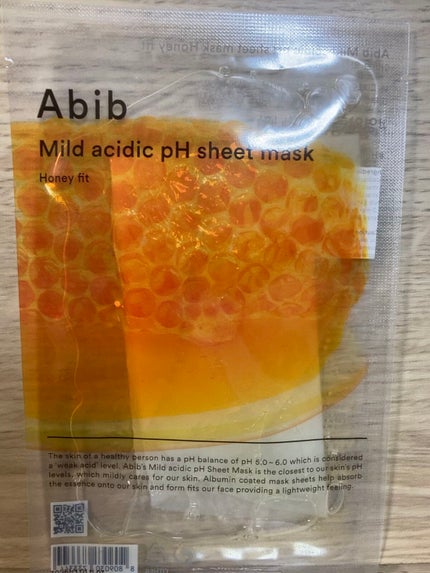 Abib
Mild acidic pH sheet mask
Honey fit
The skin of a healthy person has a pH balance of pH 5.0~6.0 which is considered
a 'weak acid' level. Abib's Mild acidic pH Sheet Mask is the closest to our skin's pH
levels, which mildly cares for our skin. Albumin coated mask sheets help absorb
the essence onto our skin and form fits our face providing a lightweight feeling.